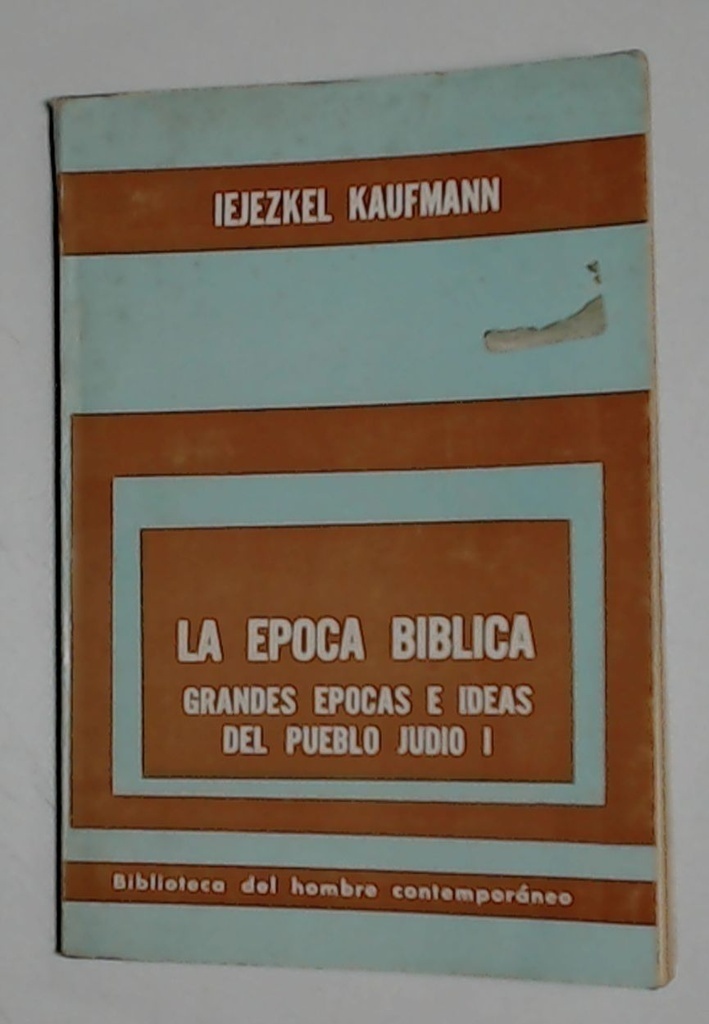 IEJEZKEL KAUFMANN
LA EPOCA BIBLICA
GRANDES EPOCAS E IDEAS
DEL PUEBLO JUDIO I
Biblioteca del hombre contemporáneo